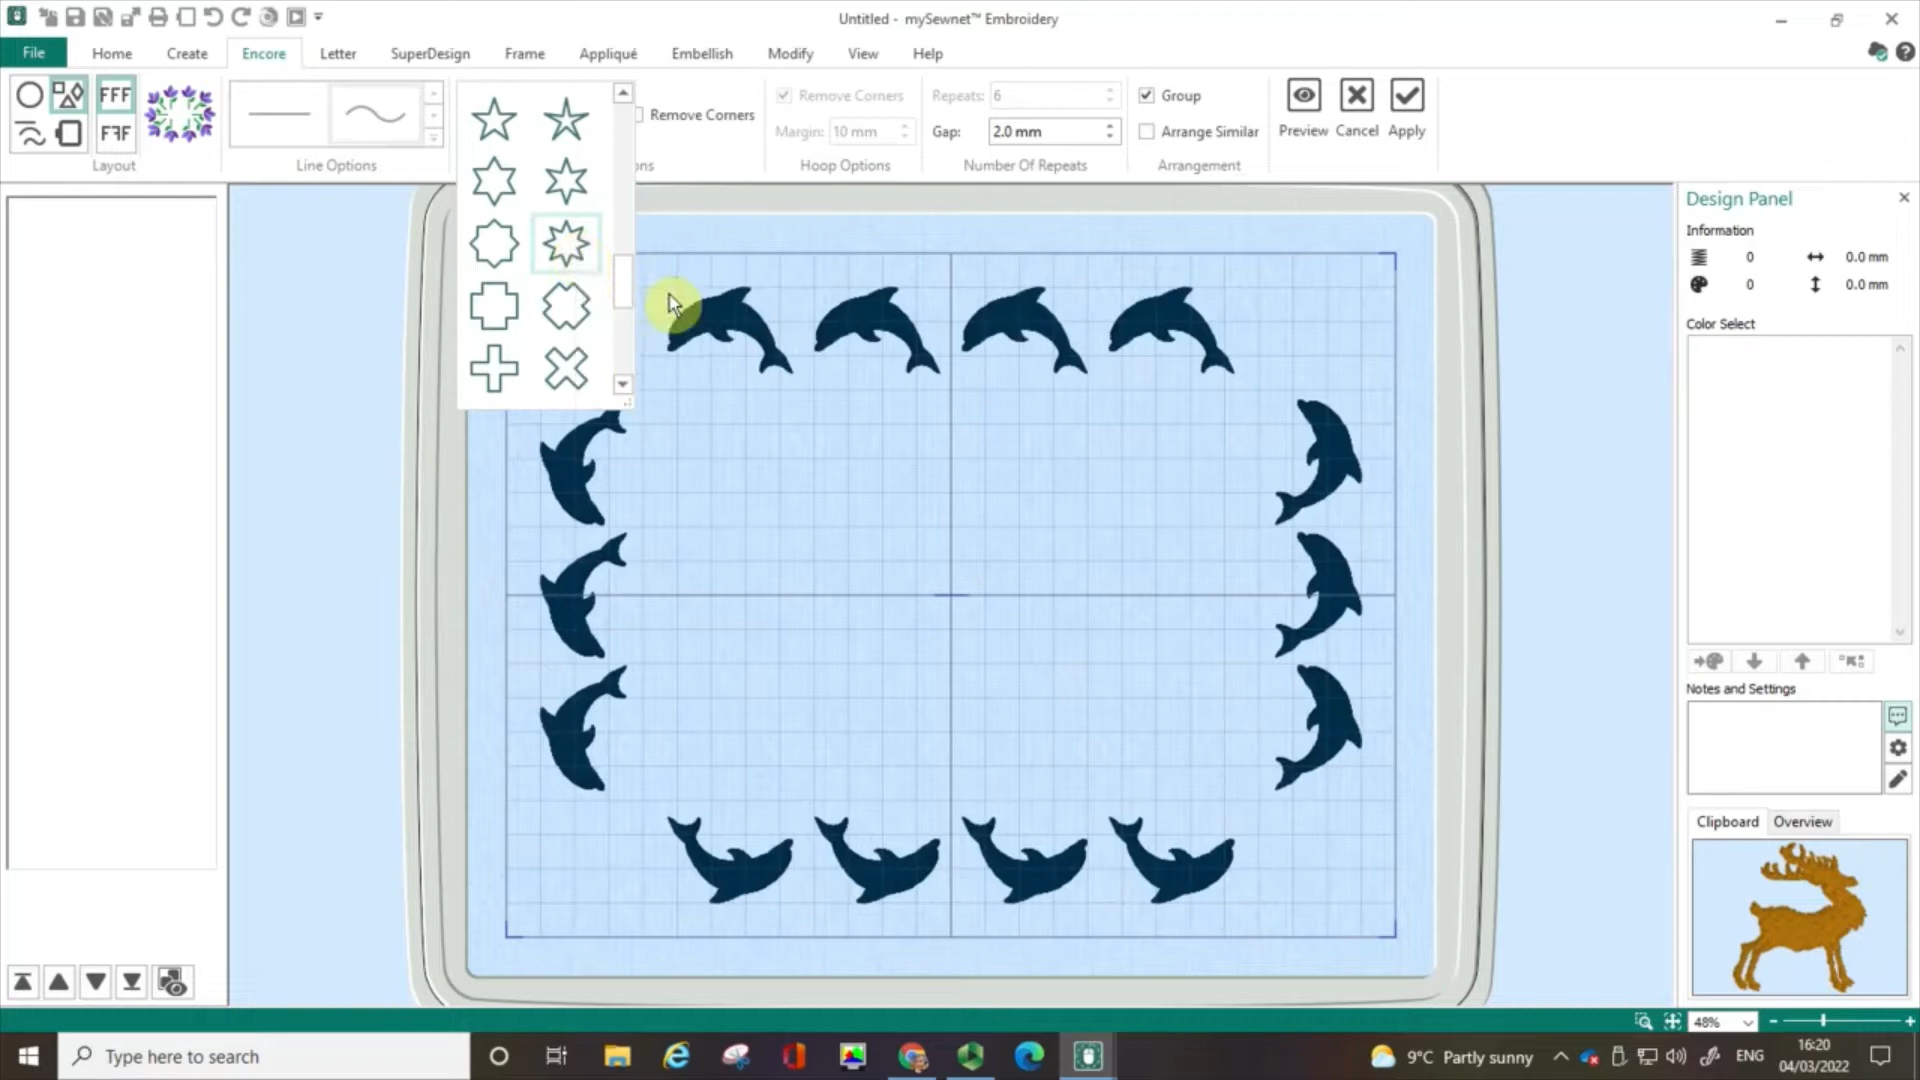 Untitled - mySewnet™ Embroidery
File Home Create Encore Letter SuperDesign Frame Appliqué Embellish Modify View Help
FFF
Remove Corners
Remove Corners
Repeats: 6
Group
Margin: 10 mm
Gap: 2.0 mm
Arrange Similar
Preview Cancel Apply
Layout
Line Options
ons
Hoop Options
Number Of Repeats
Arrangement
Design Panel
Information
0 0.0 mm
0 0.0 mm
Color Select
Notes and Settings
Clipboard Overview
48%
Type here to search
9°C Partly sunny
ENG
16:20
04/03/2022